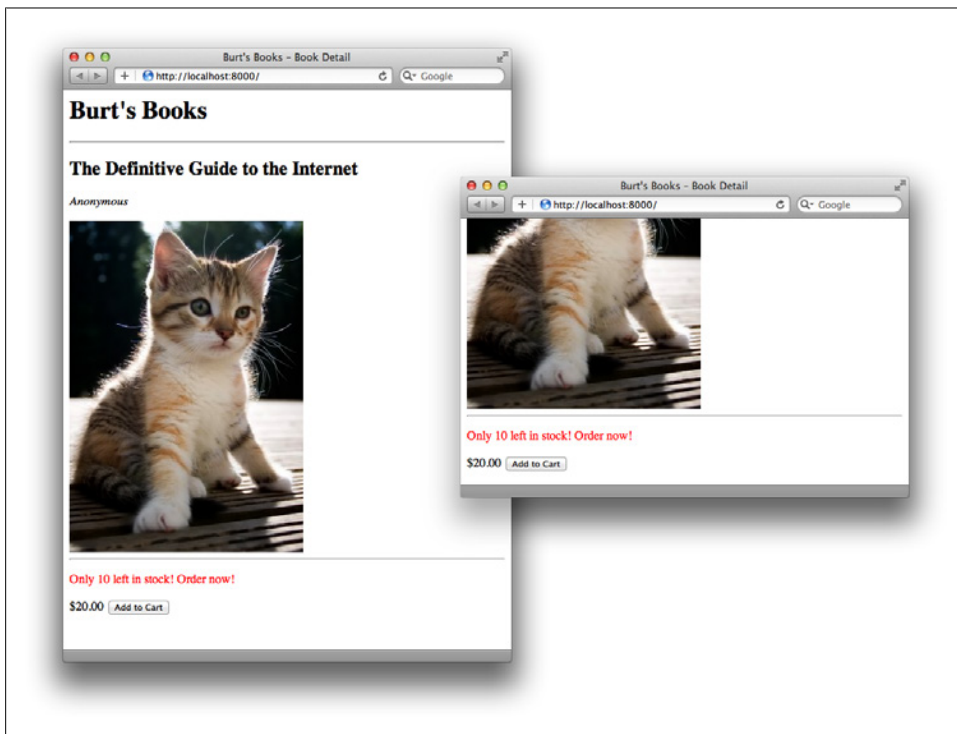 Burt's Books - Book Detail
http://localhost:8000/
Google
Burt's Books
The Definitive Guide to the Internet
Anonymous
Only 10 left in stock! Order now!
$20.00 Add to Cart
Burt's Books - Book Detail
http://localhost:8000/
Google
Only 10 left in stock! Order now!
$20.00 Add to Cart